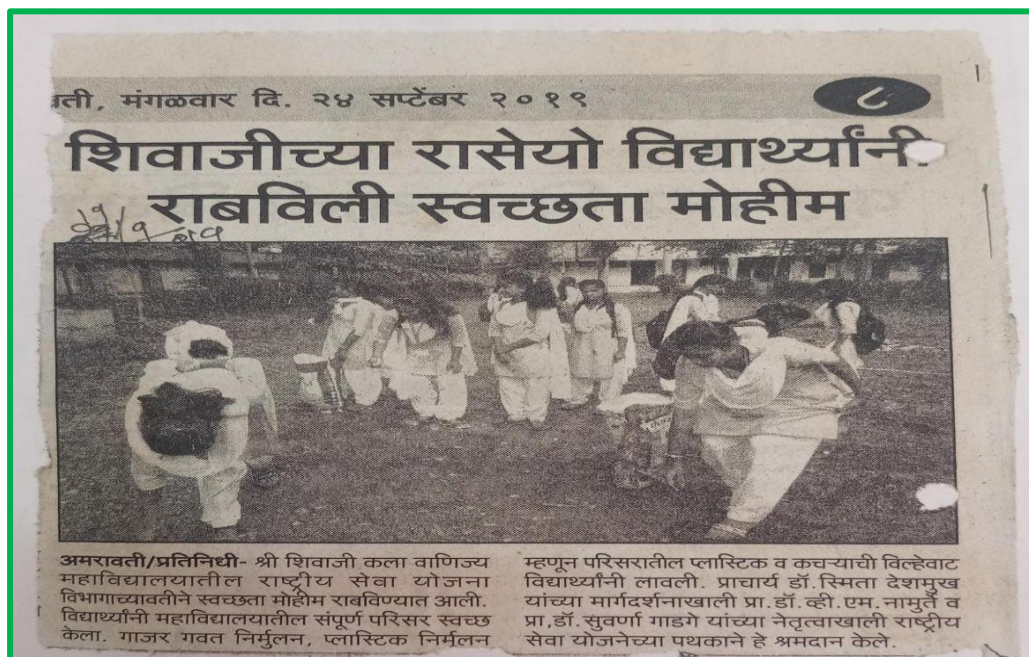 वती, मंगळवार दि. २४ सप्टेंबर २०१९
८
शिवाजीच्या रासेयो विद्यार्थ्यांनी
राबविली स्वच्छता मोहीम
अमरावती/प्रतिनिधी- श्री शिवाजी कला वाणिज्य
महाविद्यालयातील राष्ट्रीय सेवा योजना
विभागाच्यावतीने स्वच्छता मोहीम राबविण्यात आली.
विद्यार्थ्यांनी महाविद्यालयातील संपूर्ण परिसर स्वच्छ
केला. गाजर गवत निर्मुलन, प्लास्टिक निर्मलन
म्हणून परिसरातील प्लास्टिक व कचऱ्याची विल्हेवाट
विद्यार्थ्यांनी लावली. प्राचार्य डॉ.स्मिता देशमुख
यांच्या मार्गदर्शनाखाली प्रा.डॉ.व्ही.एम. नामुर्ते व
प्रा.डॉ.सुवर्णा गाडगे यांच्या नेतृत्वाखाली राष्ट्रीय
सेवा योजनेच्या पथकाने हे श्रमदान केले.